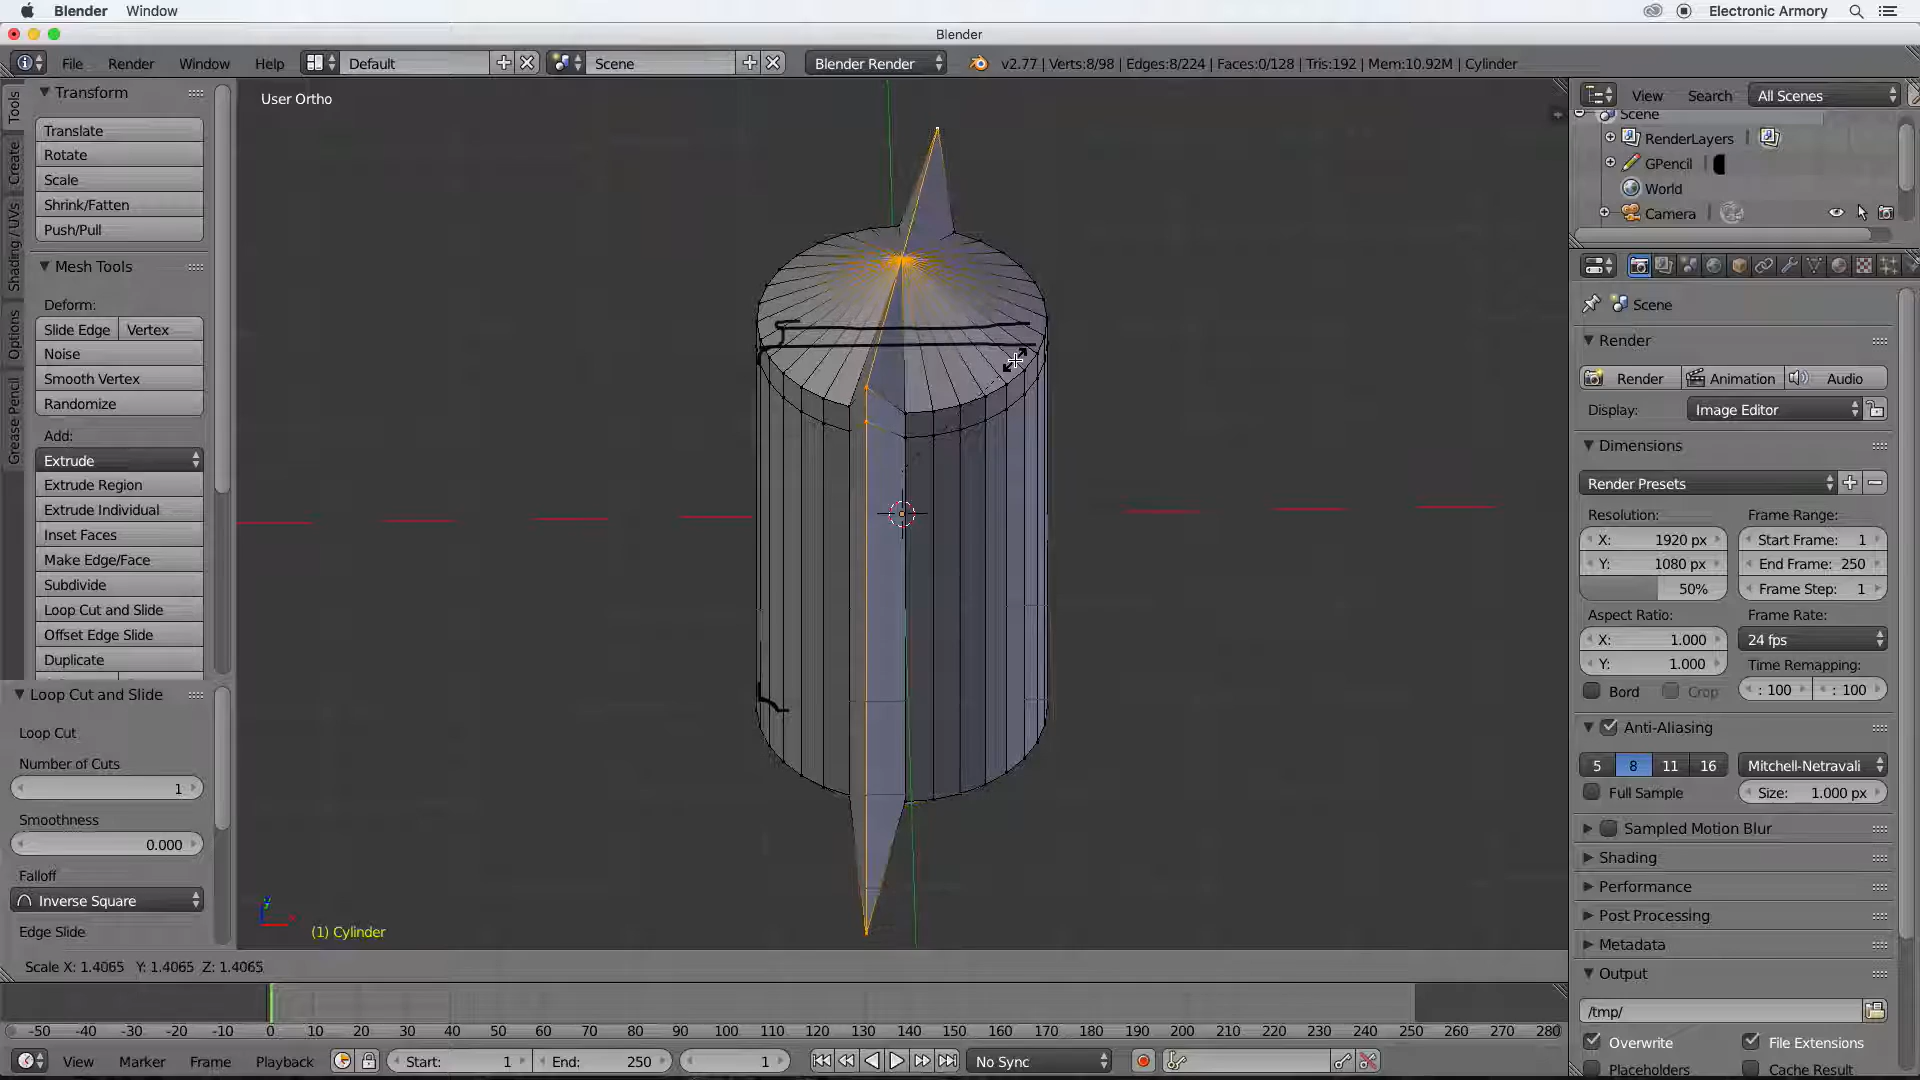 Blender Window Electronic Armory
Blender
File Render Window Help Default Scene Blender Render v2.77 | Verts:8/98 | Edges:8/224 | Faces:0/128 | Tris:192 | Mem:10.92M | Cylinder
Tools
Create
Shading / UVs
Options
Grease Pencil
Transform
Translate
Rotate
Scale
Shrink/Fatten
Push/Pull
Mesh Tools
Deform:
Slide Edge Vertex
Noise
Smooth Vertex
Randomize
Add:
Extrude
Extrude Region
Extrude Individual
Inset Faces
Make Edge/Face
Subdivide
Loop Cut and Slide
Offset Edge Slide
Duplicate
Loop Cut and Slide
Loop Cut
Number of Cuts
1
Smoothness
0.000
Falloff
Inverse Square
Edge Slide
User Ortho
(1) Cylinder
Scale X: 1.4065 Y: 1.4065 Z: 1.4065
View Search All Scenes
Scene
RenderLayers
GPencil
World
Camera
Scene
Render
Render Animation Audio
Display: Image Editor
Dimensions
Render Presets
Resolution: Frame Range:
X: 1920 px Start Frame: 1
Y: 1080 px End Frame: 250
50% Frame Step: 1
Aspect Ratio: Frame Rate:
X: 1.000 24 fps
Y: 1.000 Time Remapping:
Bord Crop : 100 : 100
Anti-Aliasing
5 8 11 16 Mitchell-Netravali
Full Sample Size: 1.000 px
Sampled Motion Blur
Shading
Performance
Post Processing
Metadata
Output
/tmp/
Overwrite File Extensions
Placeholders Cache Result
-50 -40 -30 -20 -10 0 10 20 30 40 50 60 70 80 90 100 110 120 130 140 150 160 170 180 190 200 210 220 230 240 250 260 270 280
View Marker Frame Playback Start: 1 End: 250 1 No Sync